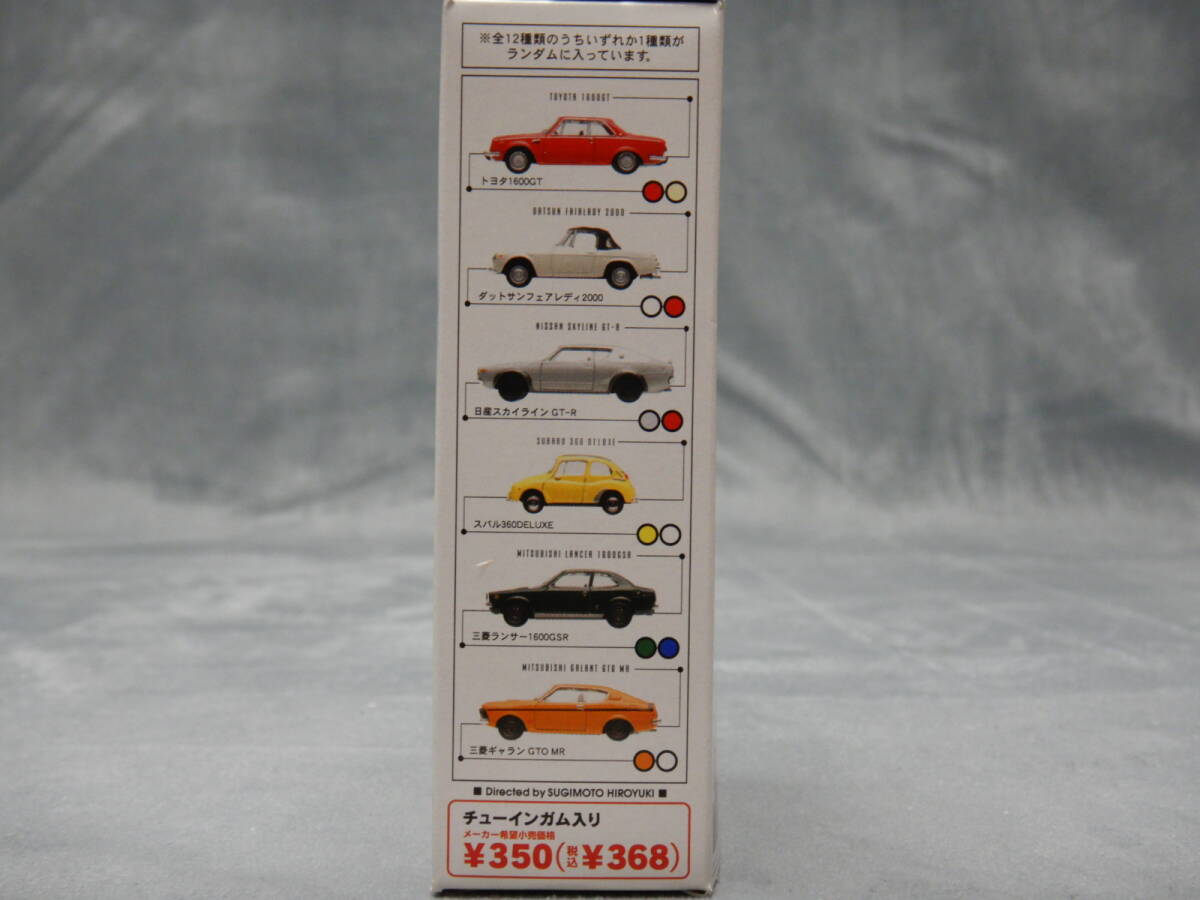 ※全12種類のうちいずれか1種類が
ランダムに入っています。
TOYOTA 1600GT
トヨタ1600GT
DATSUN FAIRLADY 2000
ダットサンフェアレディ2000
NISSAN SKYLINE GT-R
日産スカイライン GT-R
SUBARU 360 DELUXE
スバル360DELUXE
MITSUBISHI LANCER 1600GSR
三菱ランサー1600GSR
MITSUBISHI GALANT GTO MR
三菱ギャラン GTO MR
■ Directed by SUGIMOTO HIROYUKI ■
チューインガム入り
メーカー希望小売価格
¥350(税込¥368)